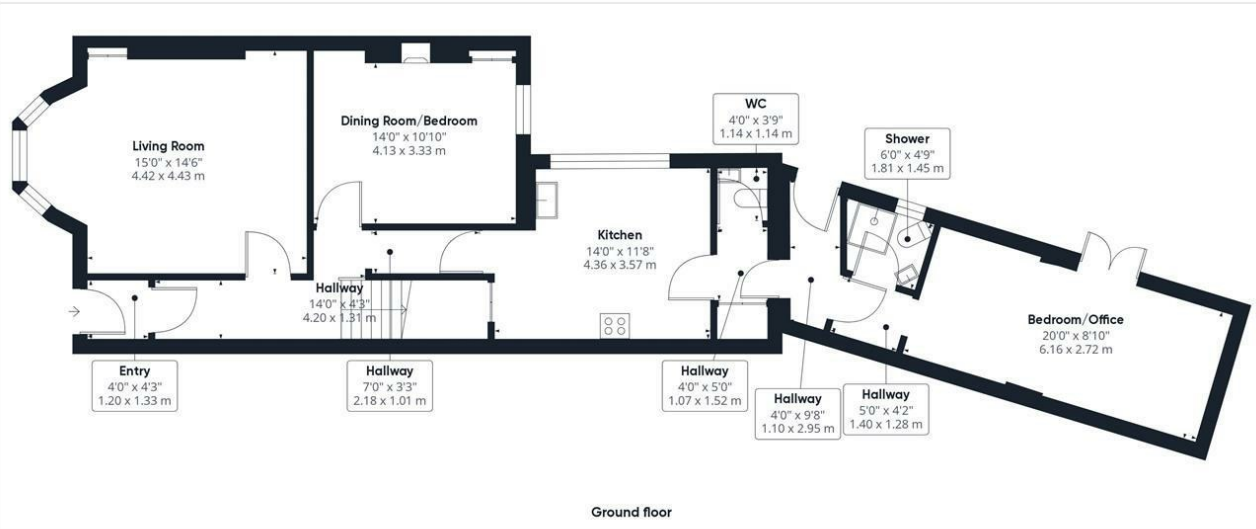 Living Room
15'0" x 14'6"
4.42 x 4.43 m
Dining Room/Bedroom
14'0" x 10'10"
4.13 x 3.33 m
WC
4'0" x 3'9"
1.14 x 1.14 m
Shower
6'0" x 4'9"
1.81 x 1.45 m
Kitchen
14'0" x 11'8"
4.36 x 3.57 m
Hallway
14'0" x 4'3"
4.20 x 1.31 m
Bedroom/Office
20'0" x 8'10"
6.16 x 2.72 m
Entry
4'0" x 4'3"
1.20 x 1.33 m
Hallway
7'0" x 3'3"
2.18 x 1.01 m
Hallway
4'0" x 5'0"
1.07 x 1.52 m
Hallway
4'0" x 9'8"
1.10 x 2.95 m
Hallway
5'0" x 4'2"
1.40 x 1.28 m
Ground floor